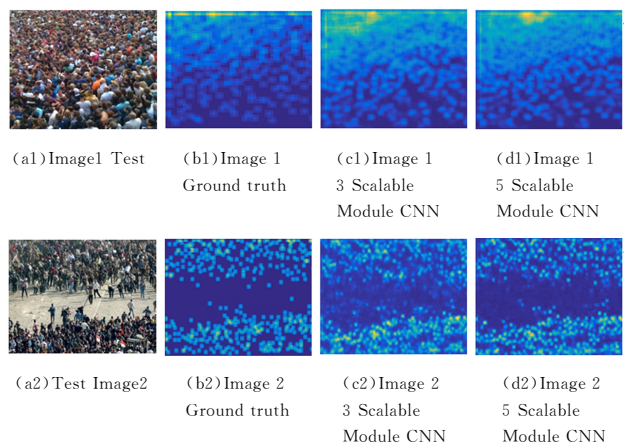 (a1)Image1 Test
(b1)Image 1
Ground truth
(c1)Image 1
3 Scalable
Module CNN
(d1)Image 1
5 Scalable
Module CNN
(a2)Test Image2
(b2)Image 2
Ground truth
(c2)Image 2
3 Scalable
Module CNN
(d2)Image 2
5 Scalable
Module CNN